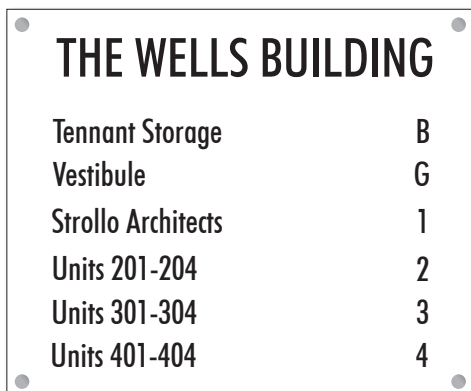 THE WELLS BUILDING
Tennant Storage B
Vestibule G
Strollo Architects 1
Units 201-204 2
Units 301-304 3
Units 401-404 4